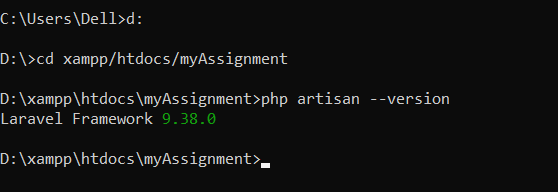 C:\Users\Dell>d:
D:\>cd xampp/htdocs/myAssignment
D:\xampp\htdocs\myAssignment>php artisan --version
Laravel Framework 9.38.0
D:\xampp\htdocs\myAssignment>